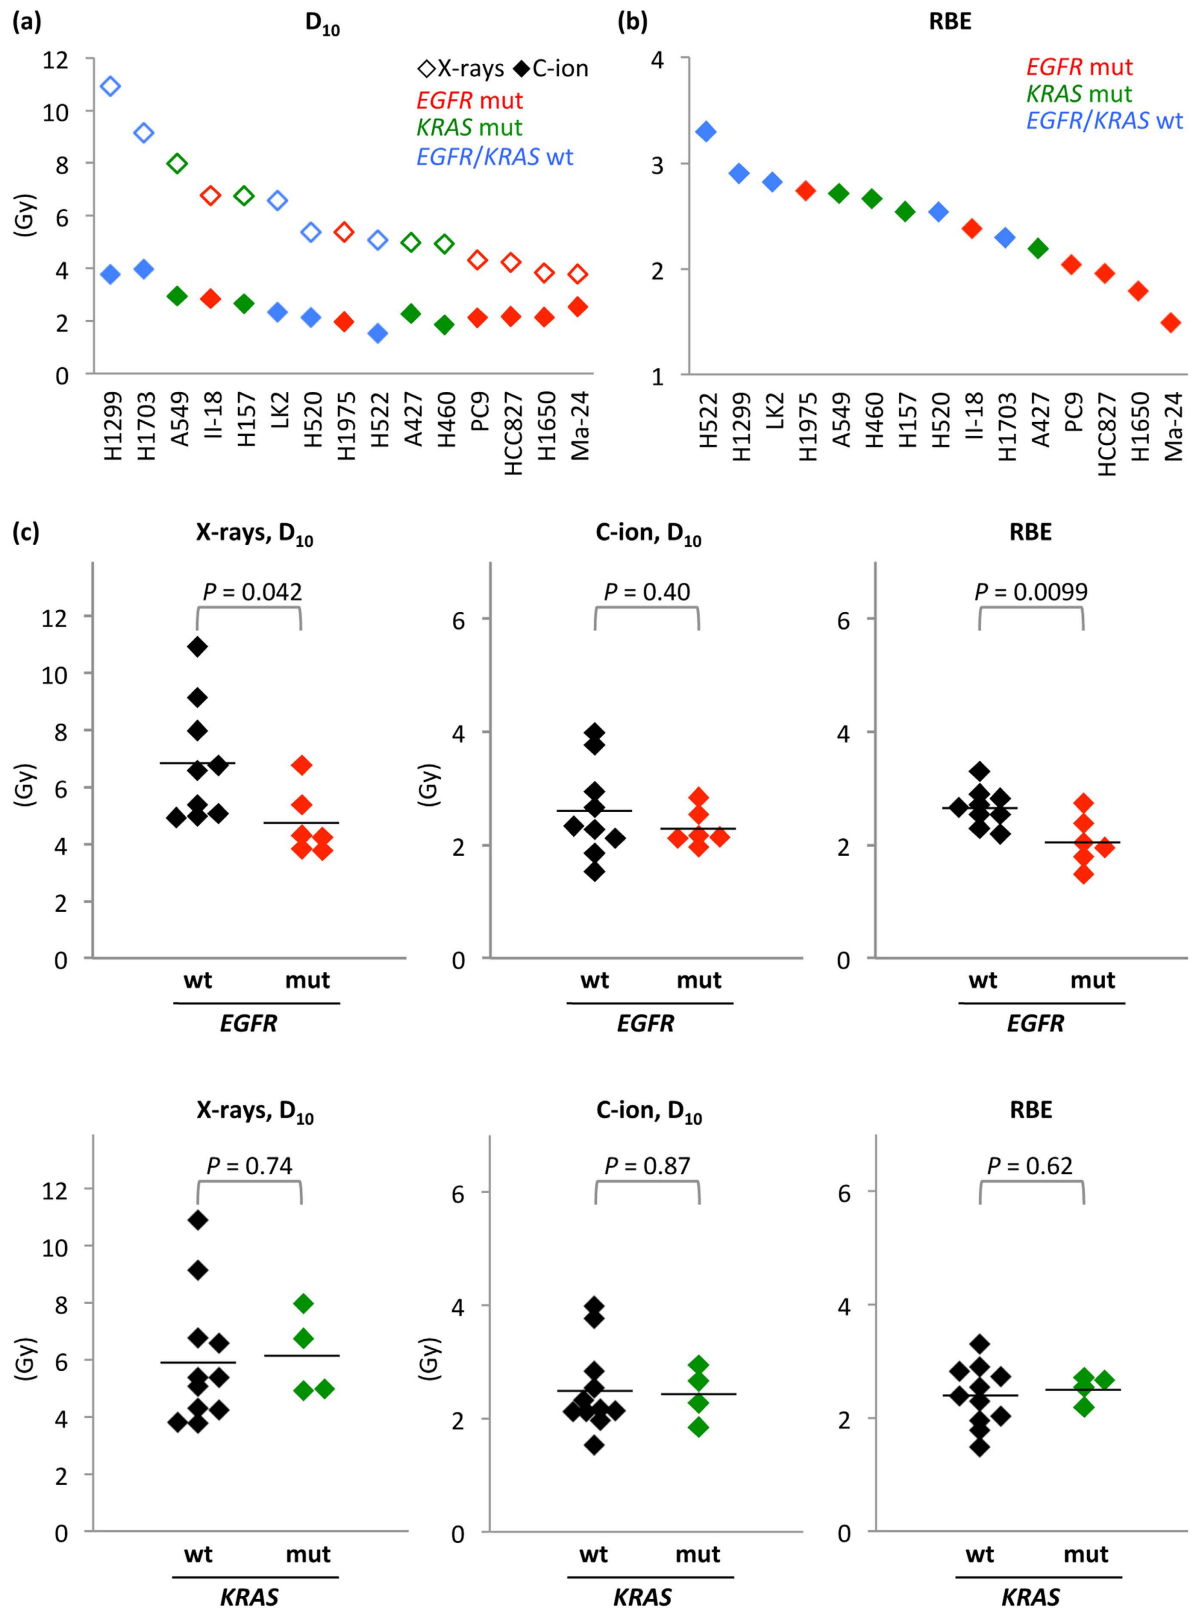 (a) D10
12
10
8
6
4
2
0
(Gy)
X-rays C-ion
EGFR mut
KRAS mut
EGFR/KRAS wt
H1299 H1703 A549 II-18 H157 LK2 H520 H1975 H522 A427 H460 PC9 HCC827 H1650 Ma-24
(b) RBE
4
3
2
1
EGFR mut
KRAS mut
EGFR/KRAS wt
H522 H1299 LK2 H1975 A549 H460 H157 H520 II-18 H1703 A427 PC9 HCC827 H1650 Ma-24
(c) X-rays, D10
P = 0.042
12
10
8
6
4
2
0
(Gy)
wt mut
EGFR
C-ion, D10
P = 0.40
6
4
2
0
(Gy)
wt mut
EGFR
RBE
P = 0.0099
6
4
2
0
wt mut
EGFR
X-rays, D10
P = 0.74
12
10
8
6
4
2
0
(Gy)
wt mut
KRAS
C-ion, D10
P = 0.87
6
4
2
0
(Gy)
wt mut
KRAS
RBE
P = 0.62
6
4
2
0
wt mut
KRAS